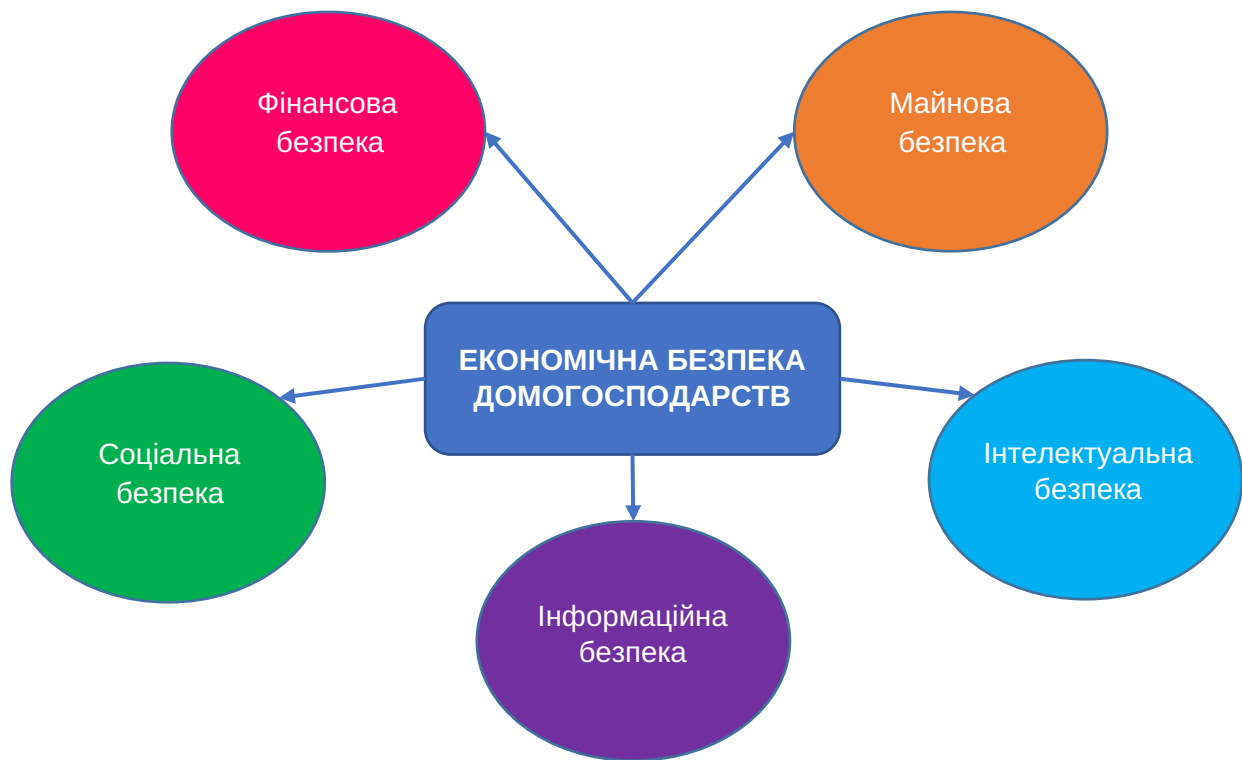 Фінансова
безпека
Майнова
безпека
ЕКОНОМІЧНА БЕЗПЕКА
ДОМОГОСПОДАРСТВ
Соціальна
безпека
Інтелектуальна
безпека
Інформаційна
безпека